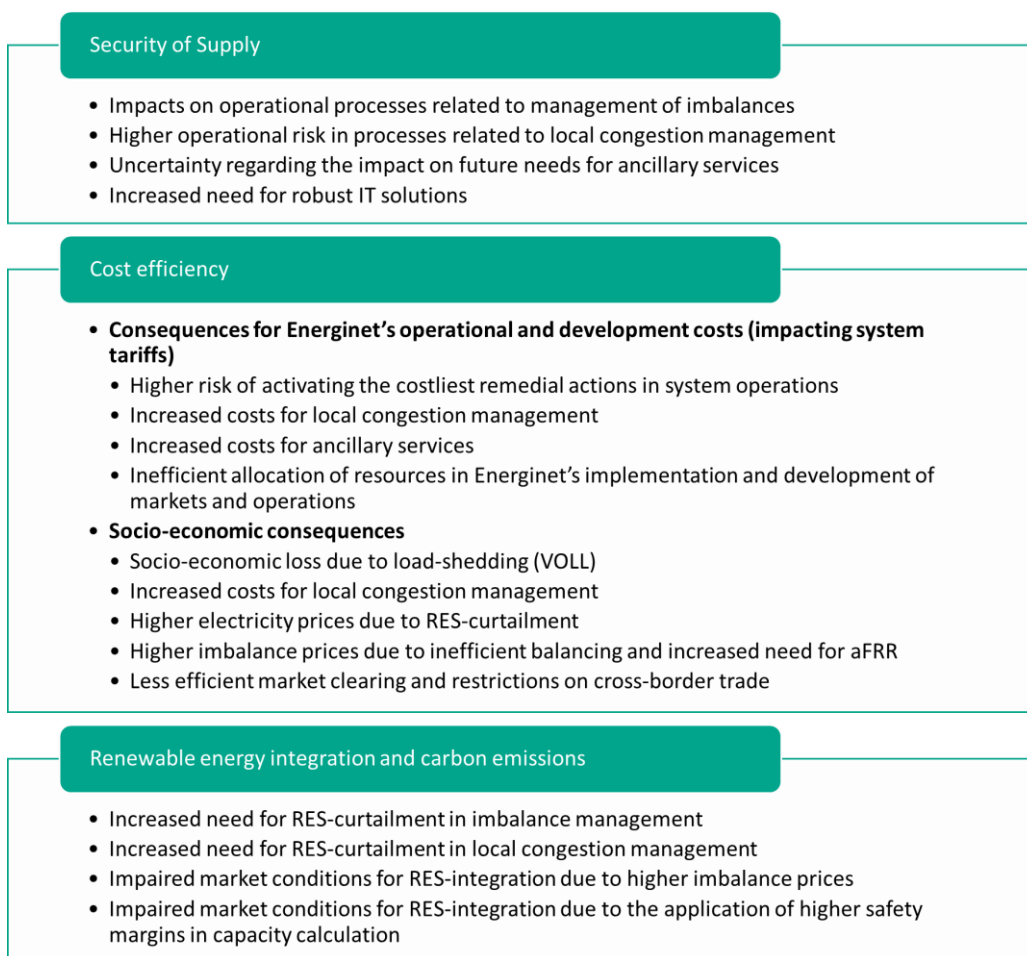 Security of Supply
• Impacts on operational processes related to management of imbalances
• Higher operational risk in processes related to local congestion management
• Uncertainty regarding the impact on future needs for ancillary services
• Increased need for robust IT solutions
Cost efficiency
• Consequences for Energinet's operational and development costs (impacting system
tariffs)
• Higher risk of activating the costliest remedial actions in system operations
• Increased costs for local congestion management
• Increased costs for ancillary services
• Inefficient allocation of resources in Energinet's implementation and development of
markets and operations
• Socio-economic consequences
• Socio-economic loss due to load-shedding (VOLL)
• Increased costs for local congestion management
• Higher electricity prices due to RES-curtailment
• Higher imbalance prices due to inefficient balancing and increased need for aFRR
• Less efficient market clearing and restrictions on cross-border trade
Renewable energy integration and carbon emissions
• Increased need for RES-curtailment in imbalance management
• Increased need for RES-curtailment in local congestion management
• Impaired market conditions for RES-integration due to higher imbalance prices
• Impaired market conditions for RES-integration due to the application of higher safety
margins in capacity calculation